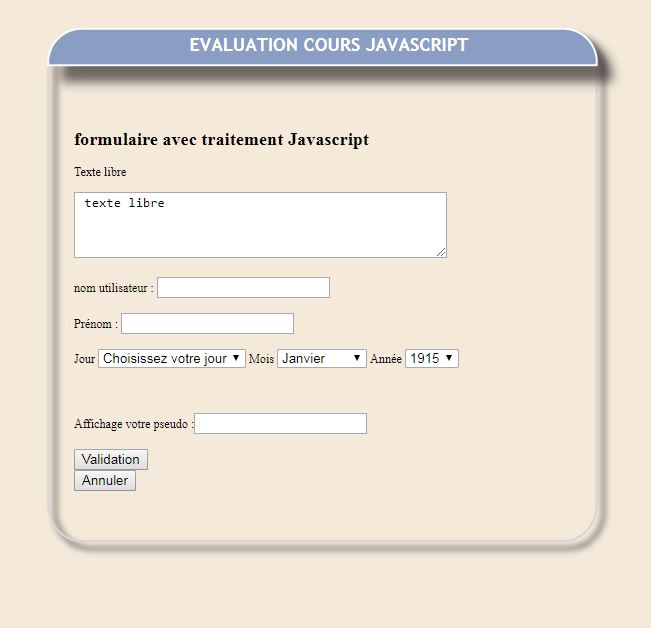 EVALUATION COURS JAVASCRIPT
formulaire avec traitement Javascript
Texte libre
texte libre
nom utilisateur :
Prénom :
Jour Choisissez votre jour Mois Janvier Année 1915
Affichage votre pseudo :
Validation
Annuler